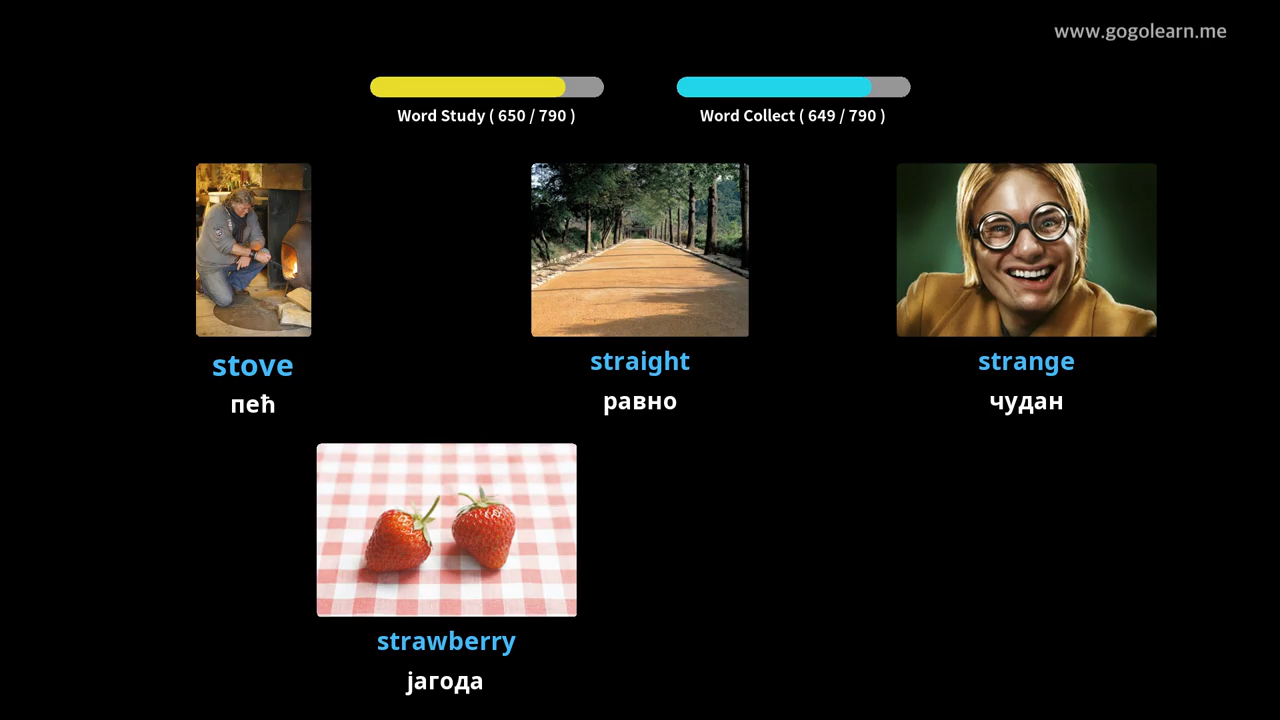 www.gogolearn.me
Word Study ( 650 / 790 )
Word Collect ( 649 / 790 )
stove
пећ
straight
равно
strange
чудан
strawberry
јагода